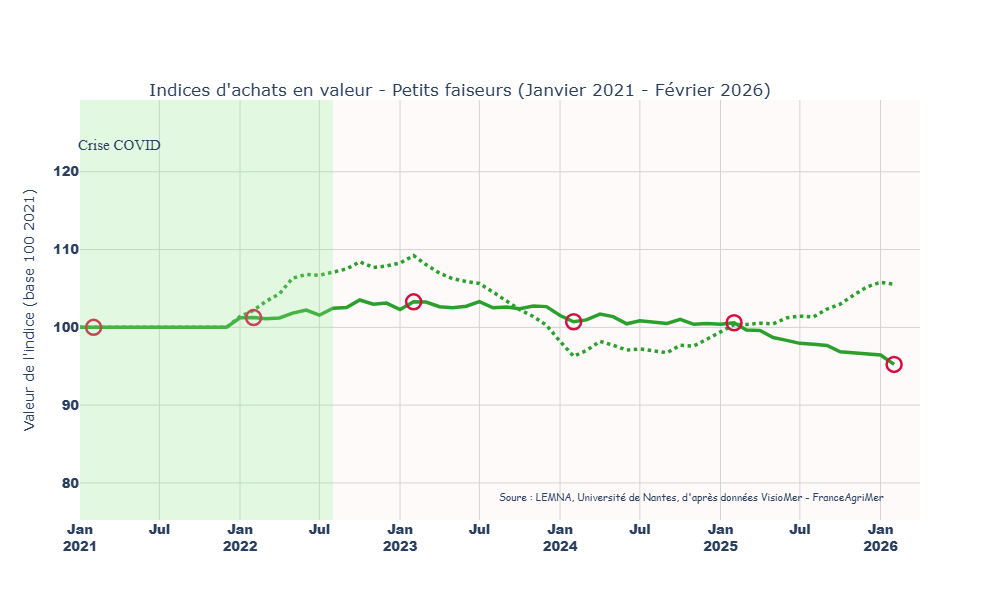 Indices d'achats en valeur - Petits faiseurs (Janvier 2021 - Février 2026)
Crise COVID
Valeur de l'indice (base 100 2021)
120
110
100
90
80
Soure : LEMNA, Université de Nantes, d'après données VisioMer - FranceAgriMer
Jan Jul Jan Jul Jan Jul Jan Jul Jan Jul Jan
2021 2022 2023 2024 2025 2026